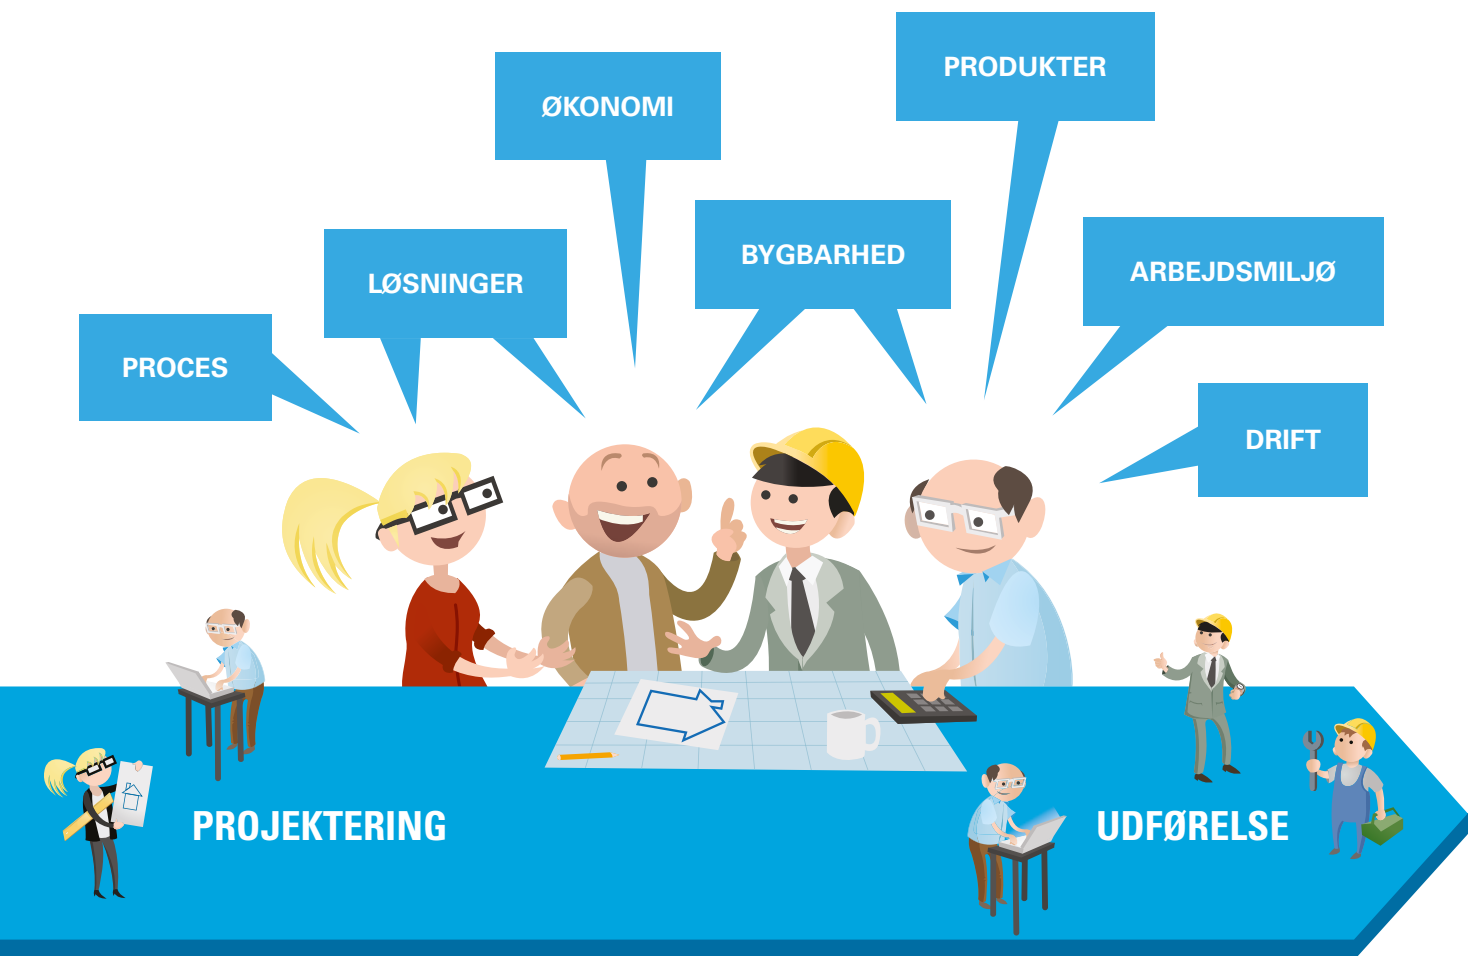 PRODUKTER
ØKONOMI
BYGBARHED
ARBEJDSMILJØ
LØSNINGER
PROCES
DRIFT
PROJEKTERING
UDFØRELSE